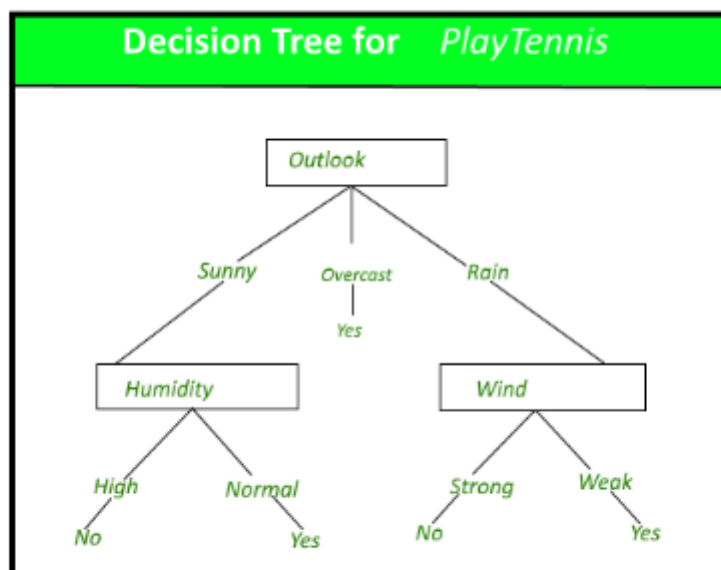 Decision Tree for PlayTennis
Outlook
Sunny Overcast Rain
Yes
Humidity Wind
High Normal Strong Weak
No Yes No Yes